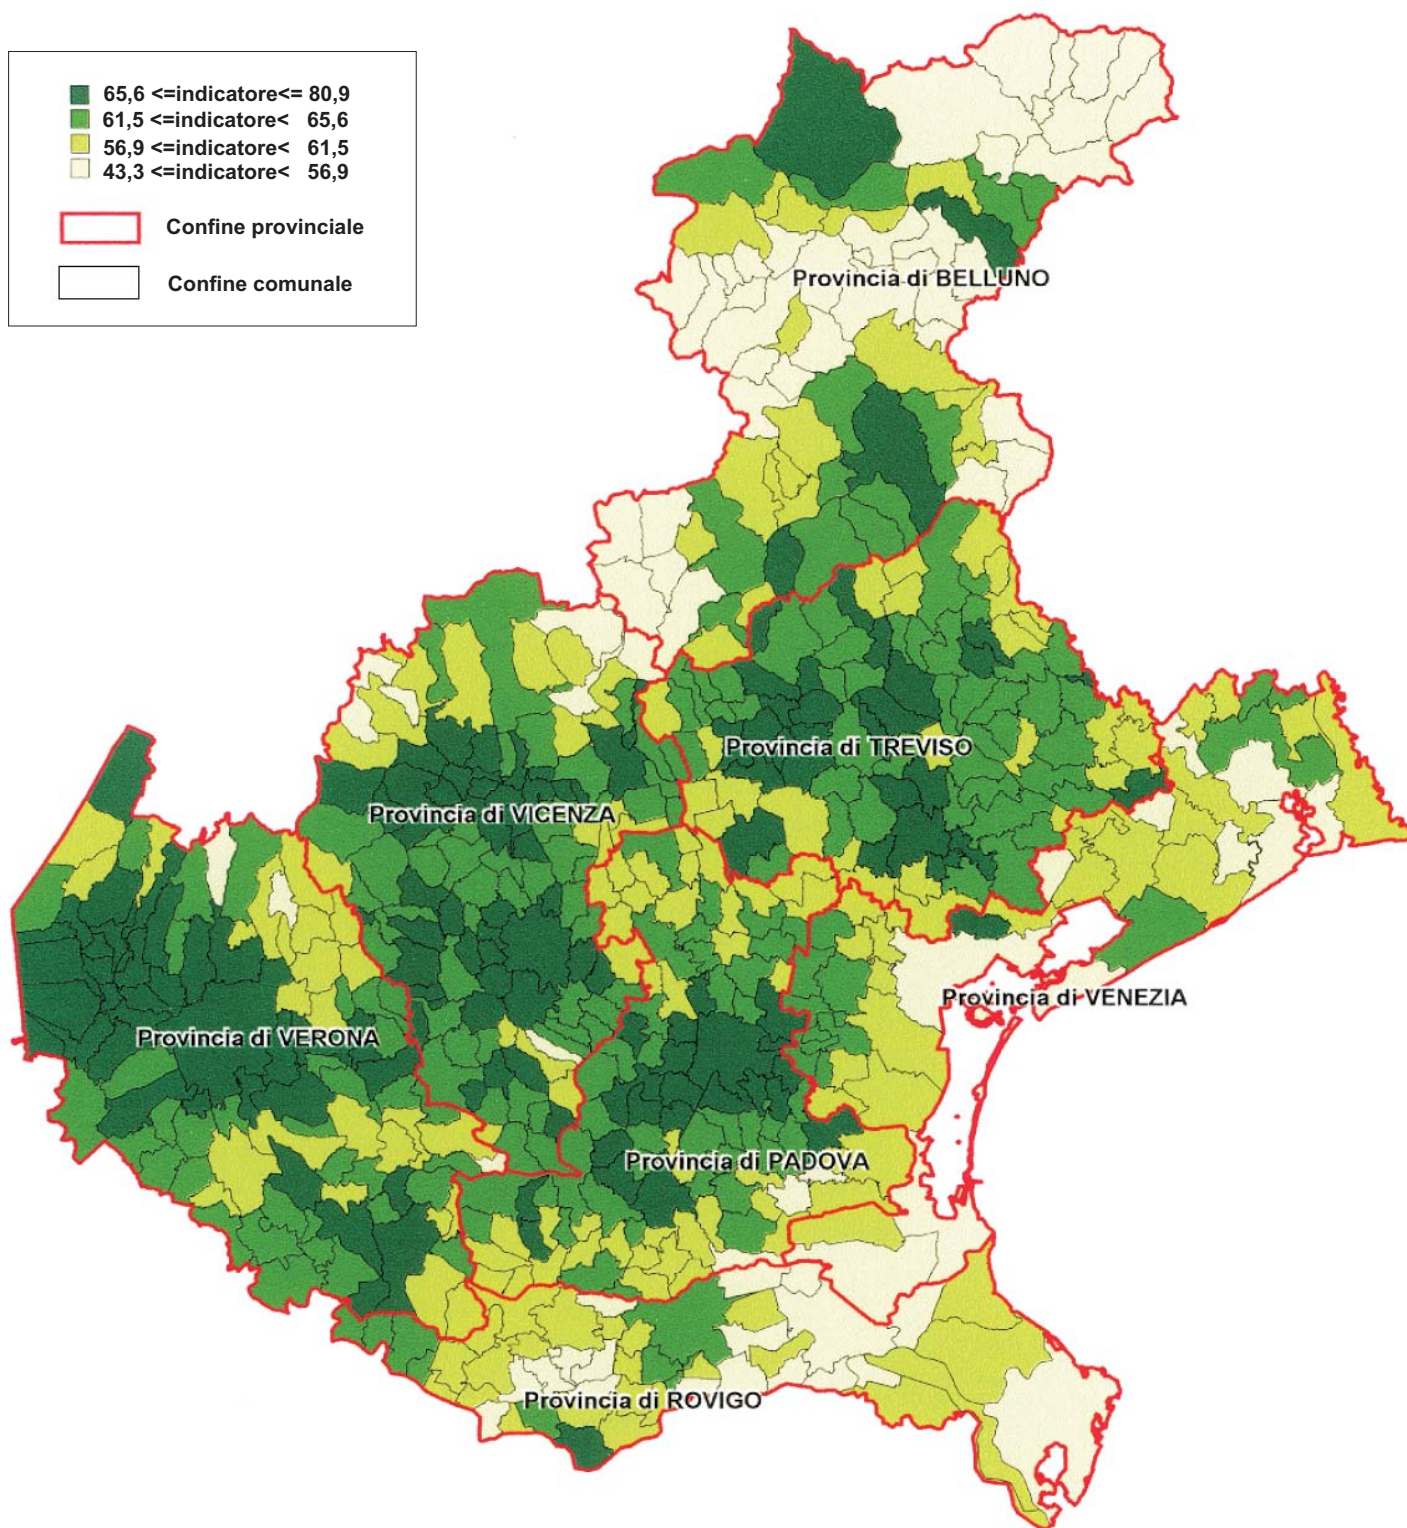 65,6 <=indicatore<= 80,9
61,5 <=indicatore< 65,6
56,9 <=indicatore< 61,5
43,3 <=indicatore< 56,9
Confine provinciale
Confine comunale
Provincia di BELLUNO
Provincia di TREVISO
Provincia di VICENZA
Provincia di VENEZIA
Provincia di VERONA
Provincia di PADOVA
Provincia di ROVIGO